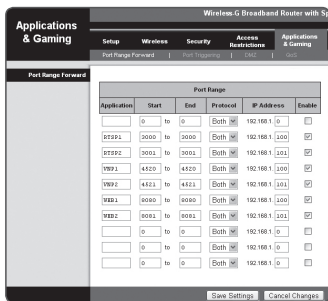 Wireless-G Broadband Router with Sp
Applications
& Gaming
Setup Wireless Security Access Restrictions Applications & Gaming
Port Range Forward | Port Triggering | DMZ | QoS
Port Range Forward
Port Range
Application Start End Protocol IP Address Enable
0 to 0 Both 192.168.1. 0
RTSP1 3000 to 3000 Both 192.168.1. 100
RTSP2 3001 to 3001 Both 192.168.1. 101
VNP1 4520 to 4520 Both 192.168.1. 100
VNP2 4521 to 4521 Both 192.168.1. 101
WEB1 8080 to 8080 Both 192.168.1. 100
WEB2 8081 to 8081 Both 192.168.1. 101
0 to 0 Both 192.168.1. 0
0 to 0 Both 192.168.1. 0
0 to 0 Both 192.168.1. 0
Save Settings Cancel Changes